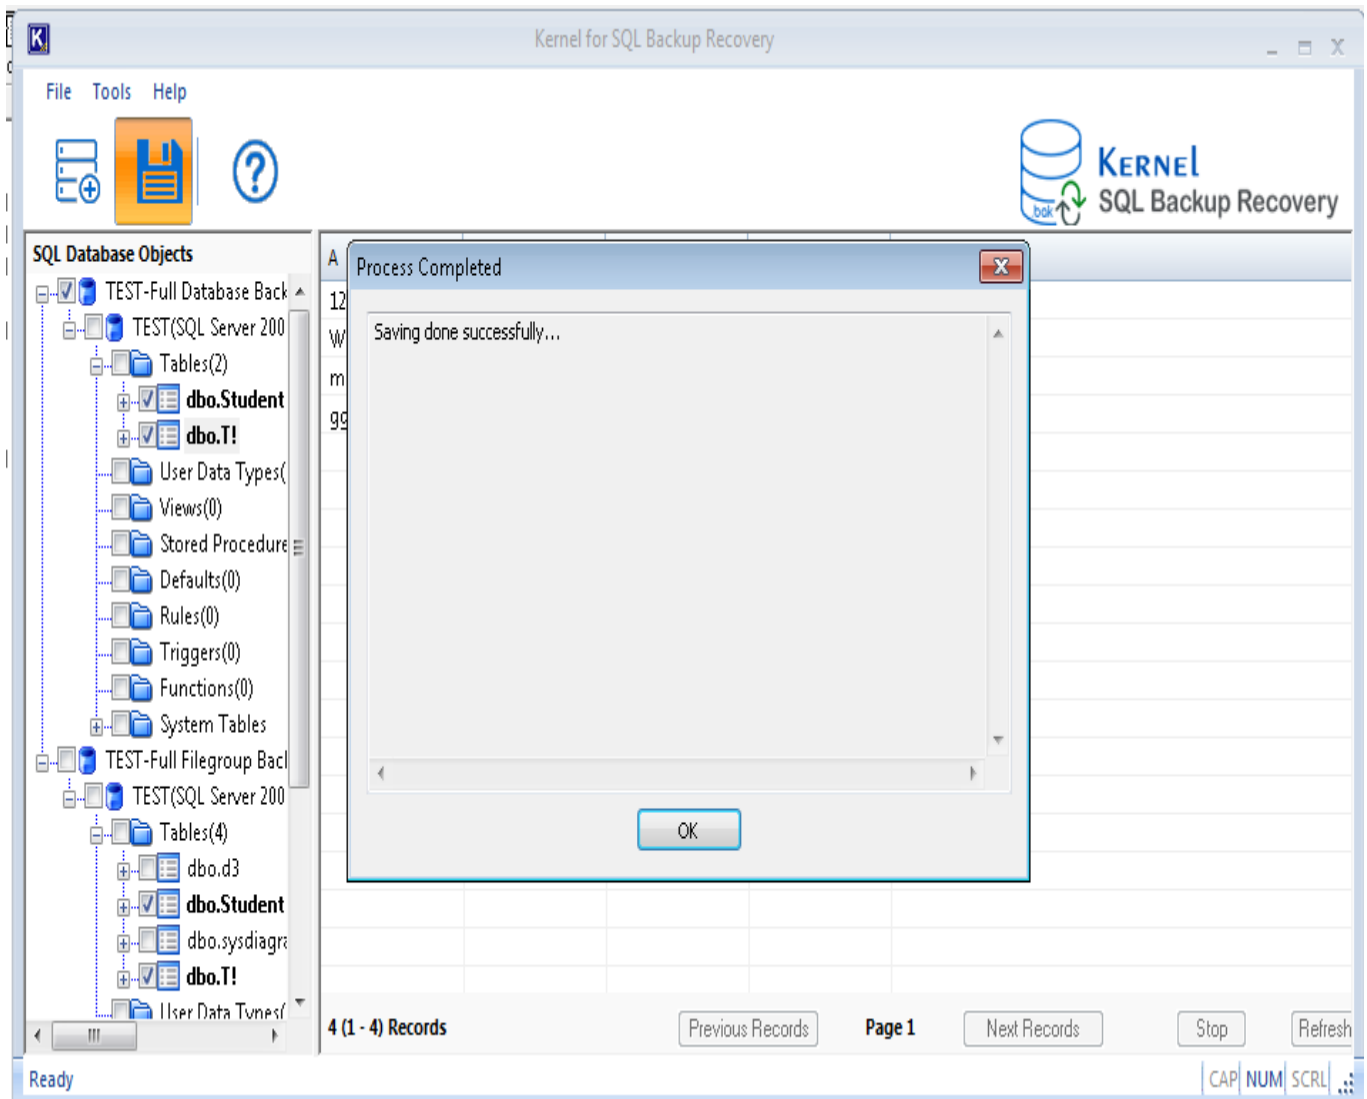 Kernel for SQL Backup Recovery
File Tools Help
KERNEl
SQL Backup Recovery
bak
SQL Database Objects
A
Process Completed
TEST-Full Database Back
12
TEST(SQL Server 200
W
Saving done successfully...
Tables(2)
m
dbo.Student
gg
dbo.T!
User Data Types(
Views(0)
Stored Procedure
Defaults(0)
Rules(0)
Triggers(0)
Functions(0)
System Tables
TEST-Full Filegroup Bacl
TEST(SQL Server 200
Tables(4)
OK
dbo.d3
dbo.Student
dbo.sysdiagra
dbo.T!
User Data Types(
4 (1 - 4) Records
Previous Records
Page 1
Next Records
Stop
Refresh
Ready
CAP NUM SCRL